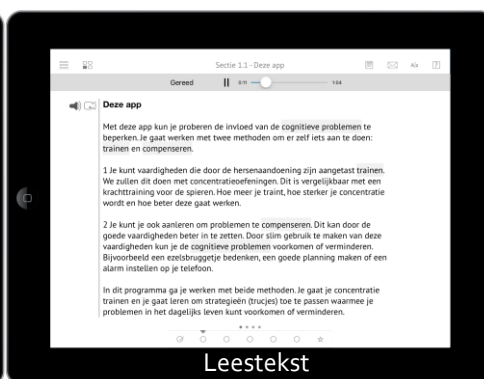 Sectie 1.1 - Deze app
Gereed
0:11
1:04
Deze app
Met deze app kun je proberen de invloed van de cognitieve problemen te
beperken. Je gaat werken met twee methoden om er zelf iets aan te doen:
trainen en compenseren.
1 Je kunt vaardigheden die door de hersenaandoening zijn aangetast trainen.
We zullen dit doen met concentratieoefeningen. Dit is vergelijkbaar met een
krachttraining voor de spieren. Hoe meer je traint, hoe sterker je concentratie
wordt en hoe beter deze gaat werken.
2 Je kunt je ook aanleren om problemen te compenseren. Dit kan door de
goede vaardigheden beter in te zetten. Door slim gebruik te maken van deze
vaardigheden kun je de cognitieve problemen voorkomen of verminderen.
Bijvoorbeeld een ezelsbruggetje bedenken, een goede planning maken of een
alarm instellen op je telefoon.
In dit programma ga je werken met beide methoden. Je gaat je concentratie
trainen en je gaat leren om strategieën (trucjes) toe te passen waarmee je
problemen in het dagelijks leven kunt voorkomen of verminderen.
Leestekst